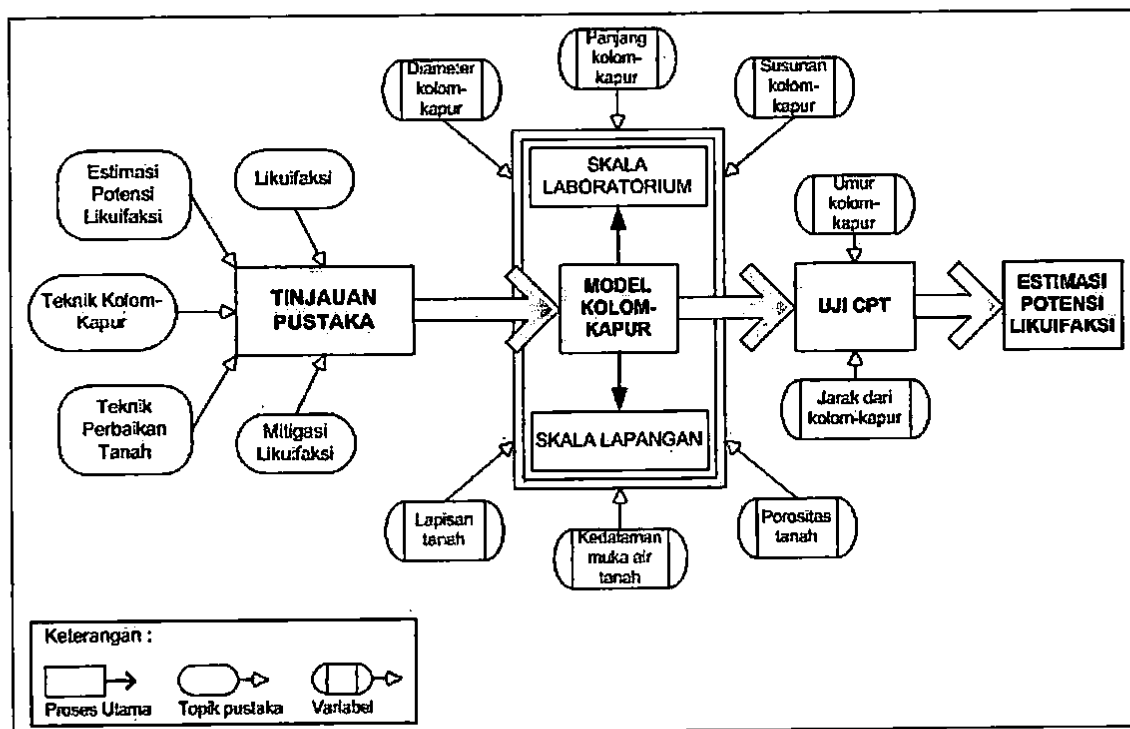 Panjang
kolom-
kapur
Diameter
kolom-
kapur
Susunan
kolom-
kapur
Estimasi
Potensi
Likuifaksi
Likuifaksi
SKALA
LABORATORIUM
Umur
kolom-
kapur
Teknik Kolom-
Kapur
TINJAUAN
PUSTAKA
MODEL
KOLOM-
KAPUR
UJI CPT
ESTIMASI
POTENSI
LIKUIFAKSI
Teknik
Perbaikan
Tanah
Mitigasi
Likuifaksi
SKALA LAPANGAN
Jarak dari
kolom-kapur
Lapisan
tanah
Kedalaman
muka air
tanah
Porositas
tanah
Keterangan :
Proses Utama
Topik pustaka
Variabel